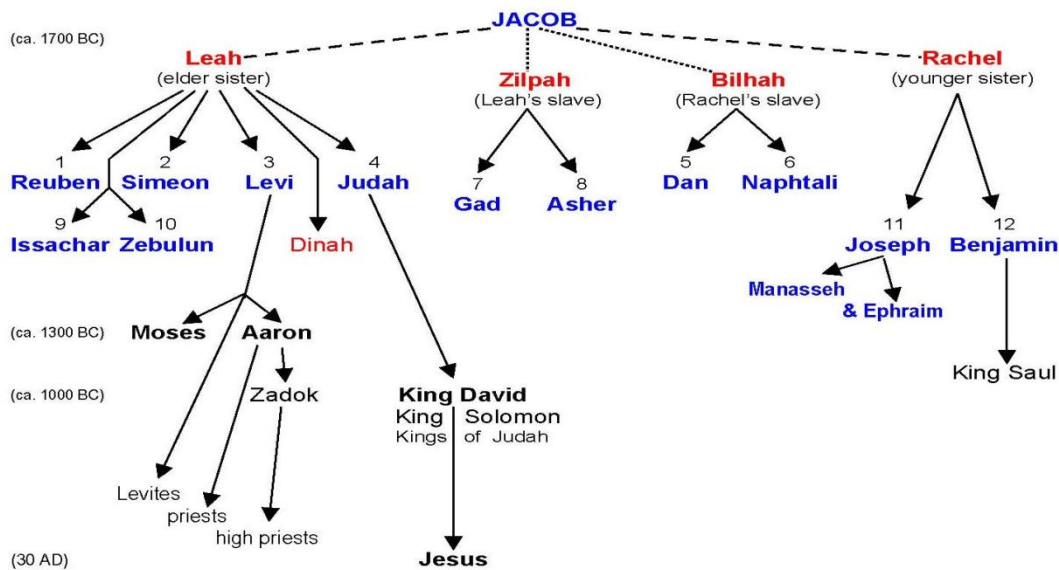 JACOB
(ca. 1700 BC)
Leah
(elder sister)
Zilpah
(Leah's slave)
Bilhah
(Rachel's slave)
Rachel
(younger sister)
1
Reuben
2
Simeon
3
Levi
4
Judah
7
Gad
8
Asher
5
Dan
6
Naphtali
9
Issachar
10
Zebulun
Dinah
11
Joseph
12
Benjamin
Manasseh
& Ephraim
(ca. 1300 BC)
Moses
Aaron
King Saul
(ca. 1000 BC)
Zadok
King David
King Solomon
Kings of Judah
Levites
priests
high priests
(30 AD)
Jesus